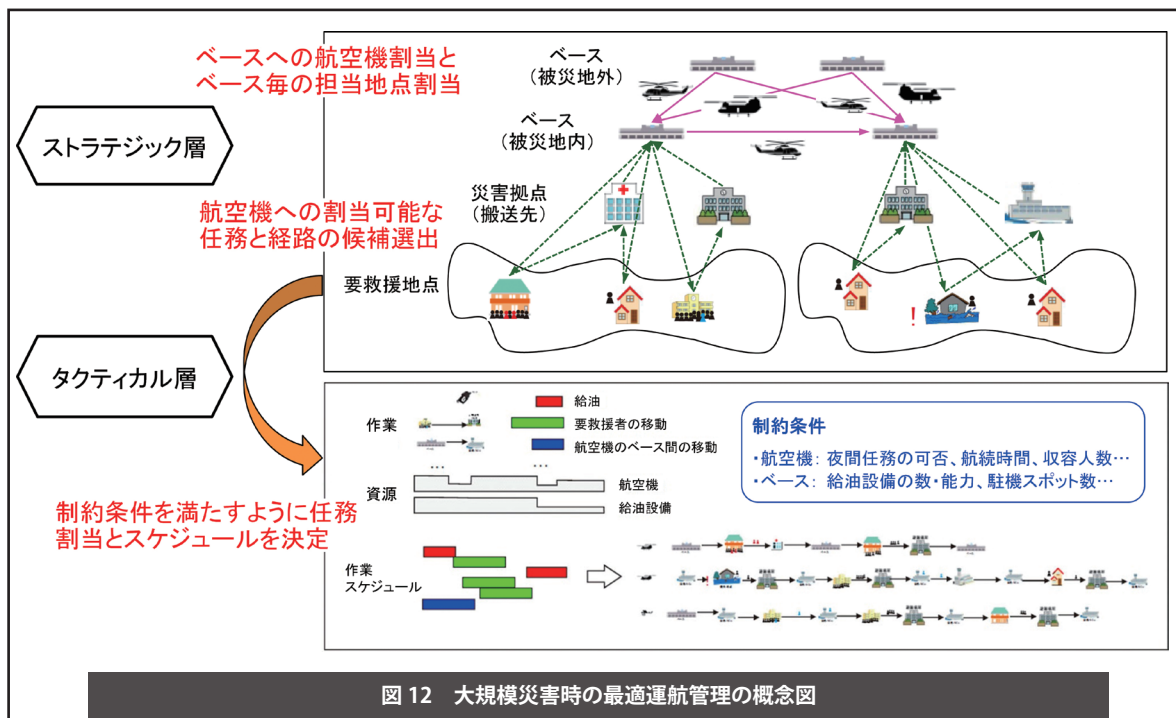 ベースへの航空機割当と
ベース毎の担当地点割当
ストラテジック層
航空機への割当可能な
任務と経路の候補選出
タクティカル層
制約条件を満たすように任務
割当とスケジュールを決定
ベース
(被災地外)
ベース
(被災地内)
災害拠点
(搬送先)
要救援地点
!
作業
給油
要救援者の移動
航空機のベース間の移動
資源
・・・
・・・
航空機
給油設備
作業
スケジュール
制約条件
・航空機: 夜間任務の可否、航続時間、収容人数…
・ベース: 給油設備の数・能力、駐機スポット数…
図 12 大規模災害時の最適運航管理の概念図